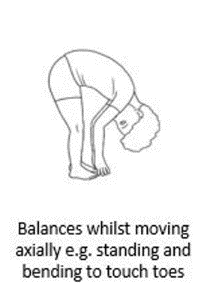 Balances whilst moving
axially e.g. standing and
bending to touch toes